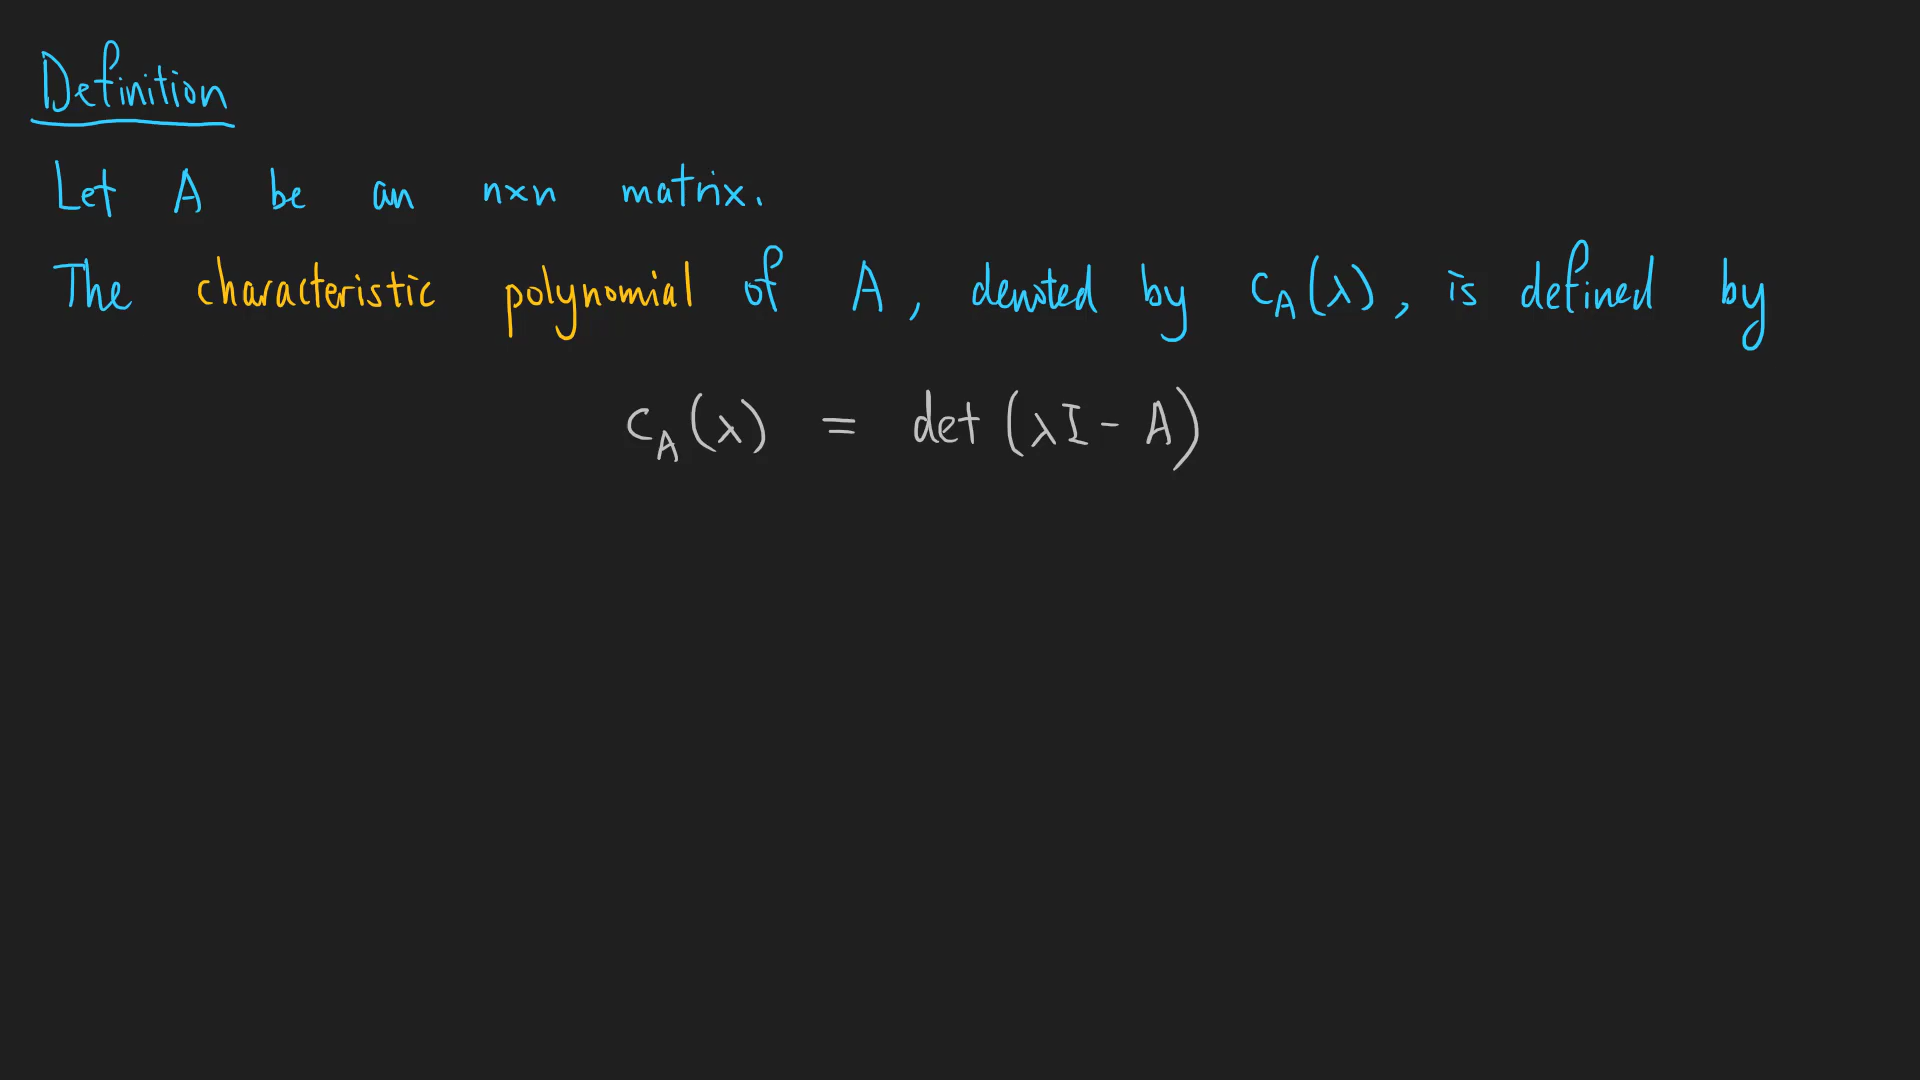 Definition
Let A be an n×n matrix.
The characteristic polynomial of A, denoted by C_A(λ), is defined by
C_A(λ) = det (λI - A)